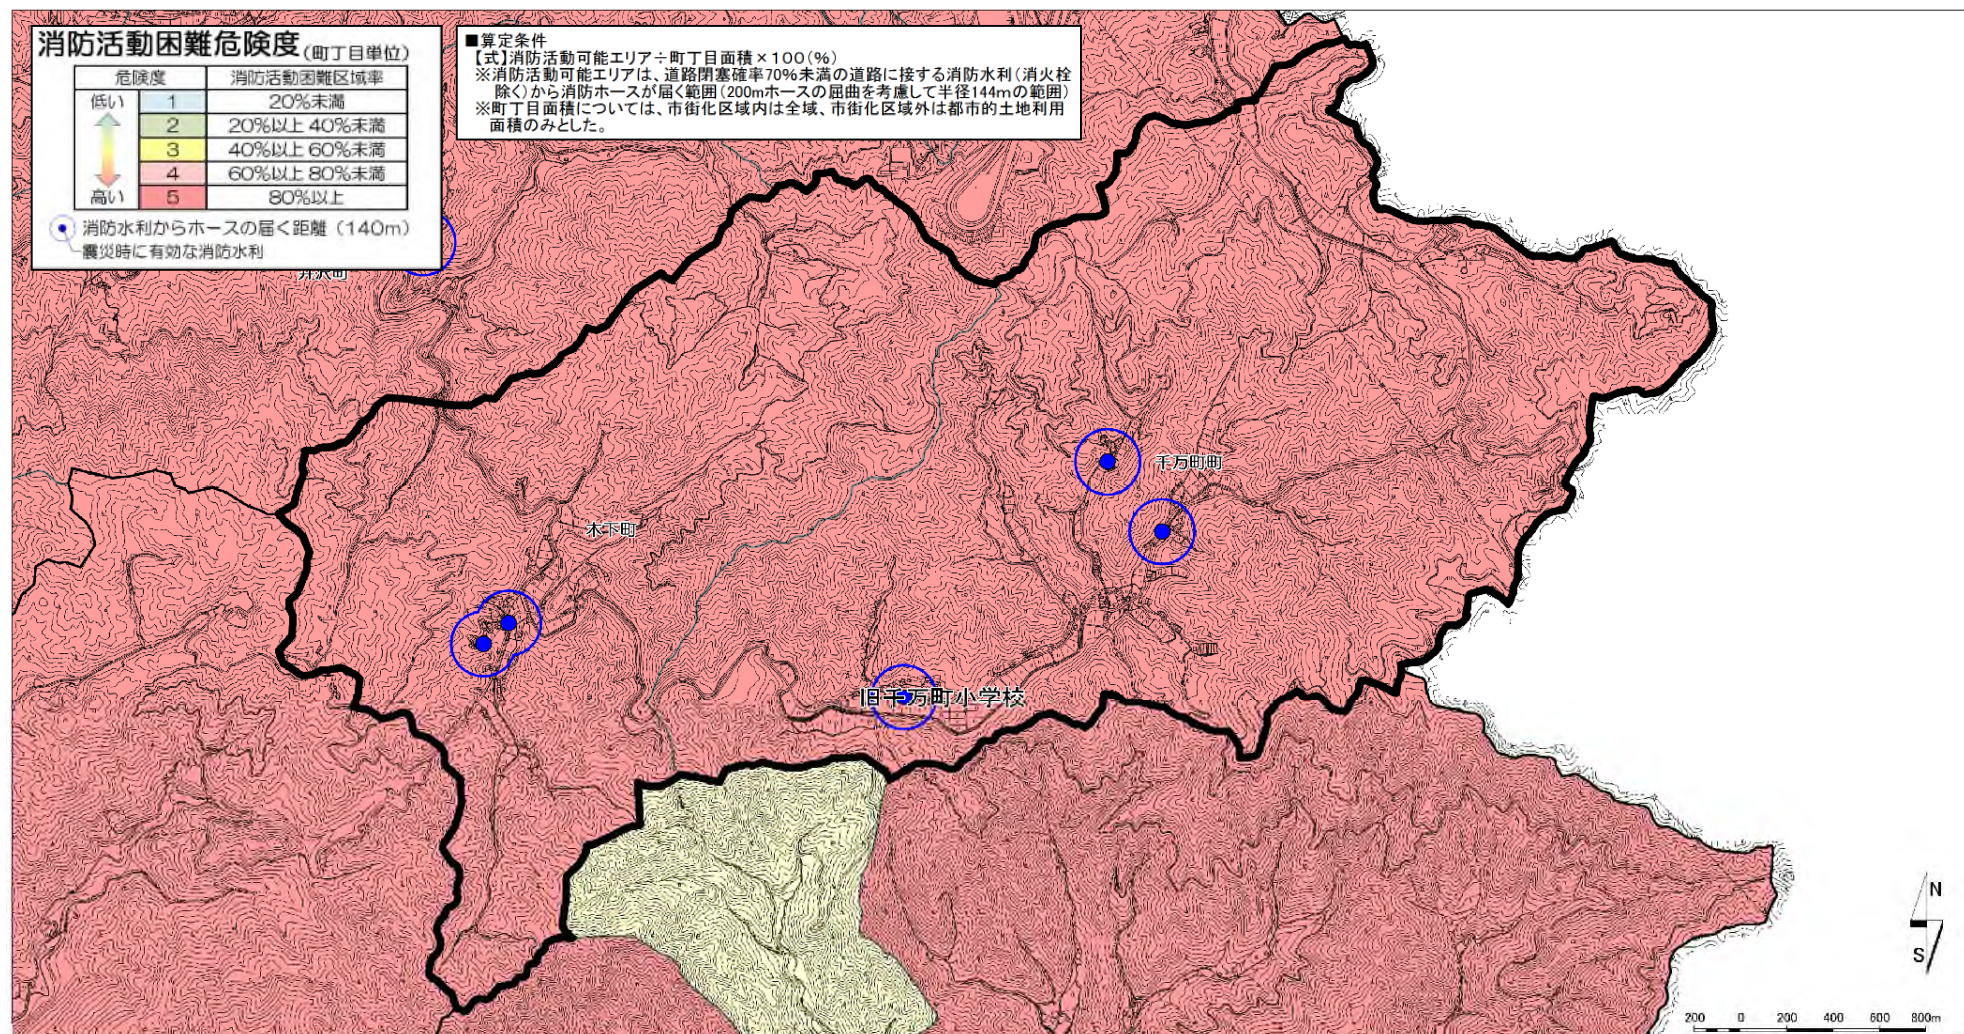 消防活動困難危険度(町丁目単位)
危険度 消防活動困難区域率
低い 1 20%未満
2 20%以上 40%未満
3 40%以上 60%未満
4 60%以上 80%未満
高い 5 80%以上
消防水利からホースの届く距離（140m）
震災時に有効な消防水利
■算定条件
【式】消防活動可能エリア÷町丁目面積×100(%)
※消防活動可能エリアは、道路閉塞確率70%未満の道路に接する消防水利(消火栓
除く)から消防ホースが届く範囲(200mホースの屈曲を考慮して半径144mの範囲)
※町丁目面積については、市街化区域内は全域、市街化区域外は都市的土地利用
面積のみとした。
千万町町
木下町
旧千万町小学校
N
S
200 0 200 400 600 800m